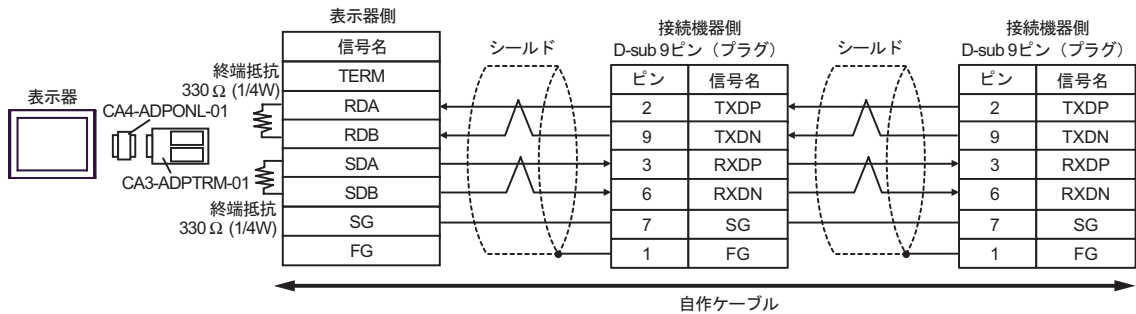 表示器
CA4-ADPONL-01
CA3-ADPTRM-01
終端抵抗
330 Ω (1/4W)
終端抵抗
330 Ω (1/4W)
表示器側
信号名
TERM
RDA
RDB
SDA
SDB
SG
FG
シールド
接続機器側
D-sub 9ピン（プラグ）
ピン 信号名
2 TXDP
9 TXDN
3 RXDP
6 RXDN
7 SG
1 FG
シールド
接続機器側
D-sub 9ピン（プラグ）
ピン 信号名
2 TXDP
9 TXDN
3 RXDP
6 RXDN
7 SG
1 FG
自作ケーブル